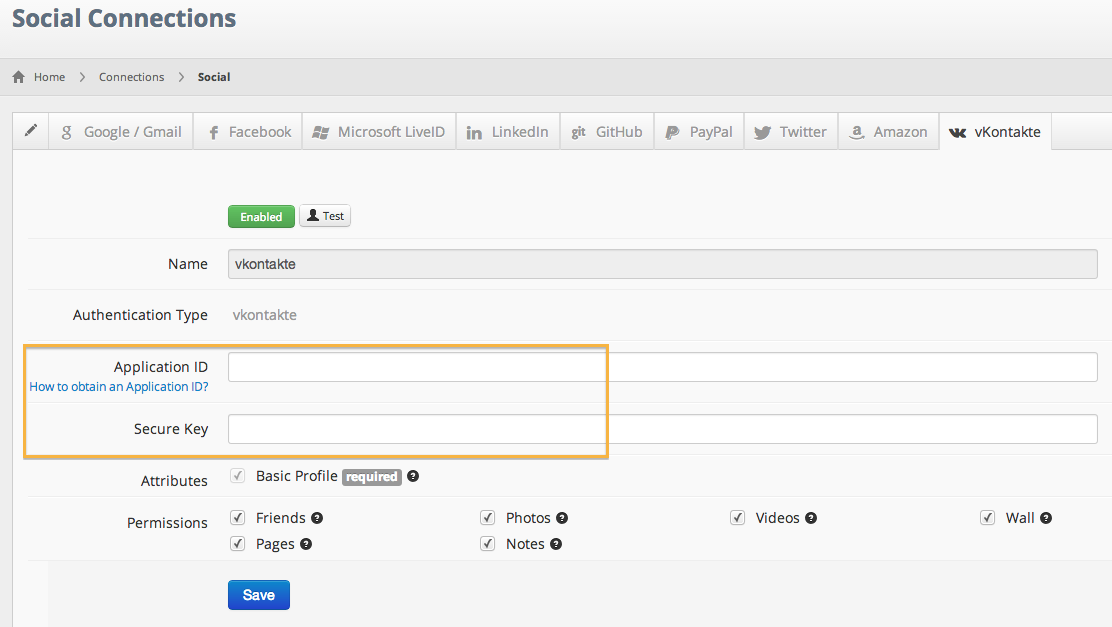 Social Connections
Home > Connections > Social
Google / Gmail Facebook Microsoft LiveID LinkedIn git GitHub PayPal Twitter Amazon vKontakte
Enabled Test
Name vkontakte
Authentication Type vkontakte
Application ID
How to obtain an Application ID?
Secure Key
Attributes Basic Profile required ?
Permissions Friends ? Photos ? Videos ? Wall ?
Pages ? Notes ?
Save